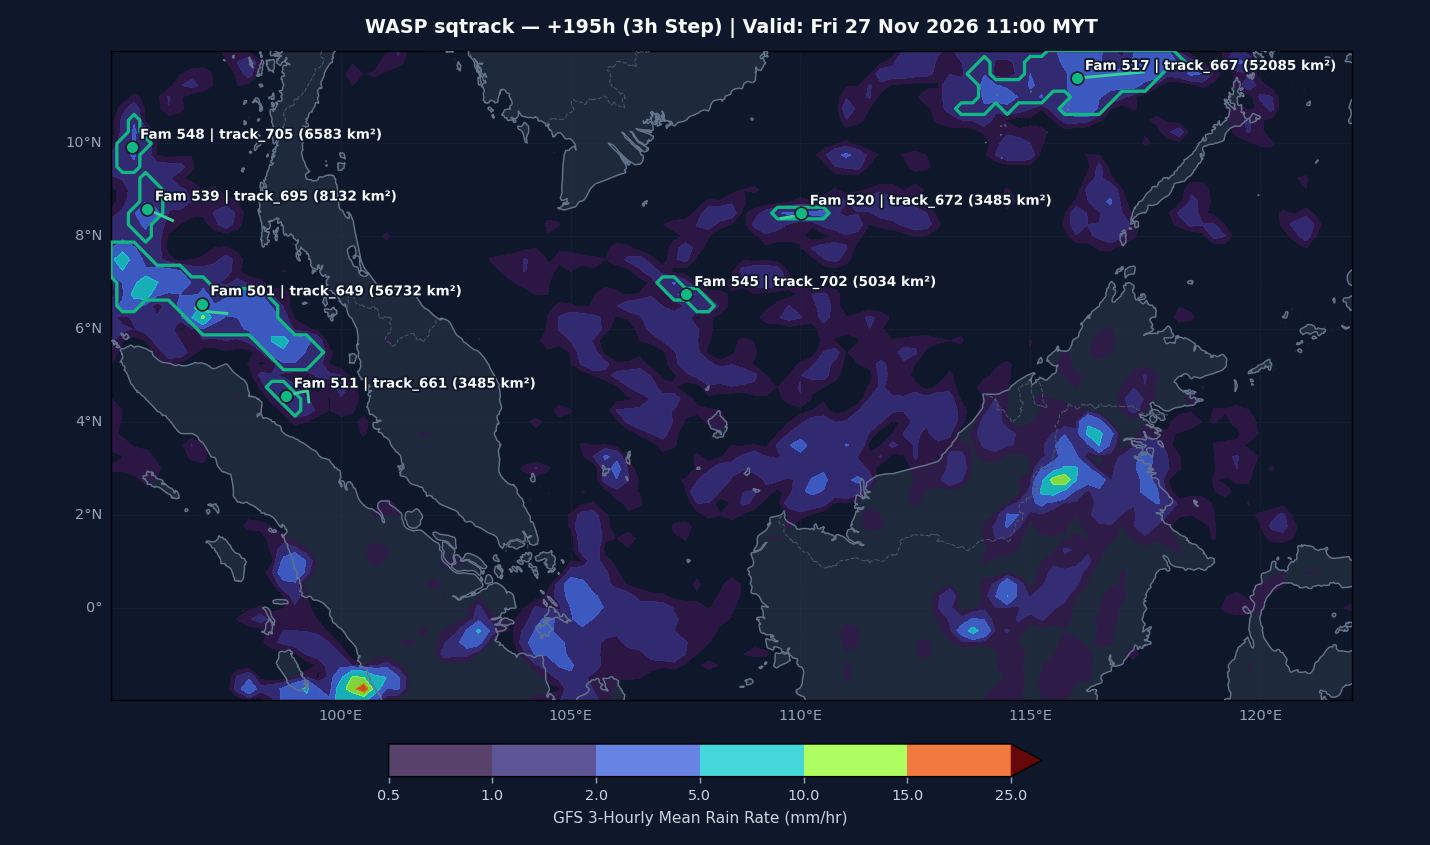 WASP sqtrack — +195h (3h Step) | Valid: Fri 27 Nov 2026 11:00 MYT
Fam 517 | track_667 (52085 km²)
Fam 548 | track_705 (6583 km²)
10°N
Fam 539 | track_695 (8132 km²)
Fam 520 | track_672 (3485 km²)
8°N
Fam 545 | track_702 (5034 km²)
Fam 501 | track_649 (56732 km²)
6°N
Fam 511 | track_661 (3485 km²)
4°N
2°N
0°
100°E 105°E 110°E 115°E 120°E
0.5 1.0 2.0 5.0 10.0 15.0 25.0
GFS 3-Hourly Mean Rain Rate (mm/hr)